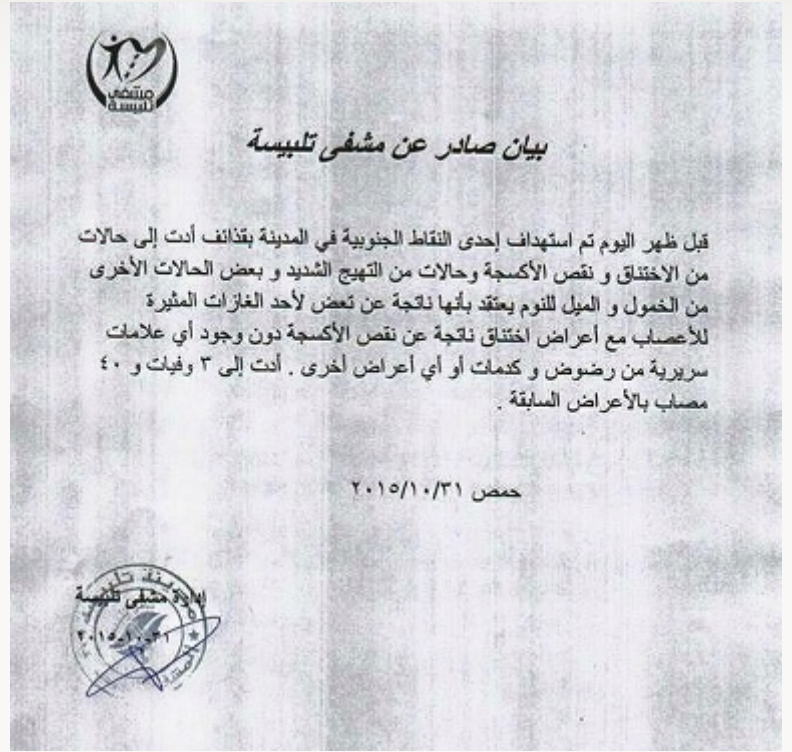 مشفى
تلبيسة
بيان صادر عن مشفى تلبيسة
قبل ظهر اليوم تم استهداف إحدى النقاط الجنوبية في المدينة بقذائف أدت إلى حالات
من الاختناق و نقص الأكسجة وحالات من التهيج الشديد و بعض الحالات الأخرى
من الخمول و الميل للنوم يعتقد بأنها ناتجة عن تعض لأحد الغازات المثيرة
للأعصاب مع أعراض اختناق ناتجة عن نقص الأكسجة دون وجود أي علامات
سريرية من رضوض و كدمات أو أي أعراض أخرى . أدت إلى ٣ وفيات و ٤٠
مصاب بالأعراض السابقة .
حمص ٢٠١٥/١٠/٣١
إدارة مشفى تلبيسة
٢٠١٥-١٠-٣١